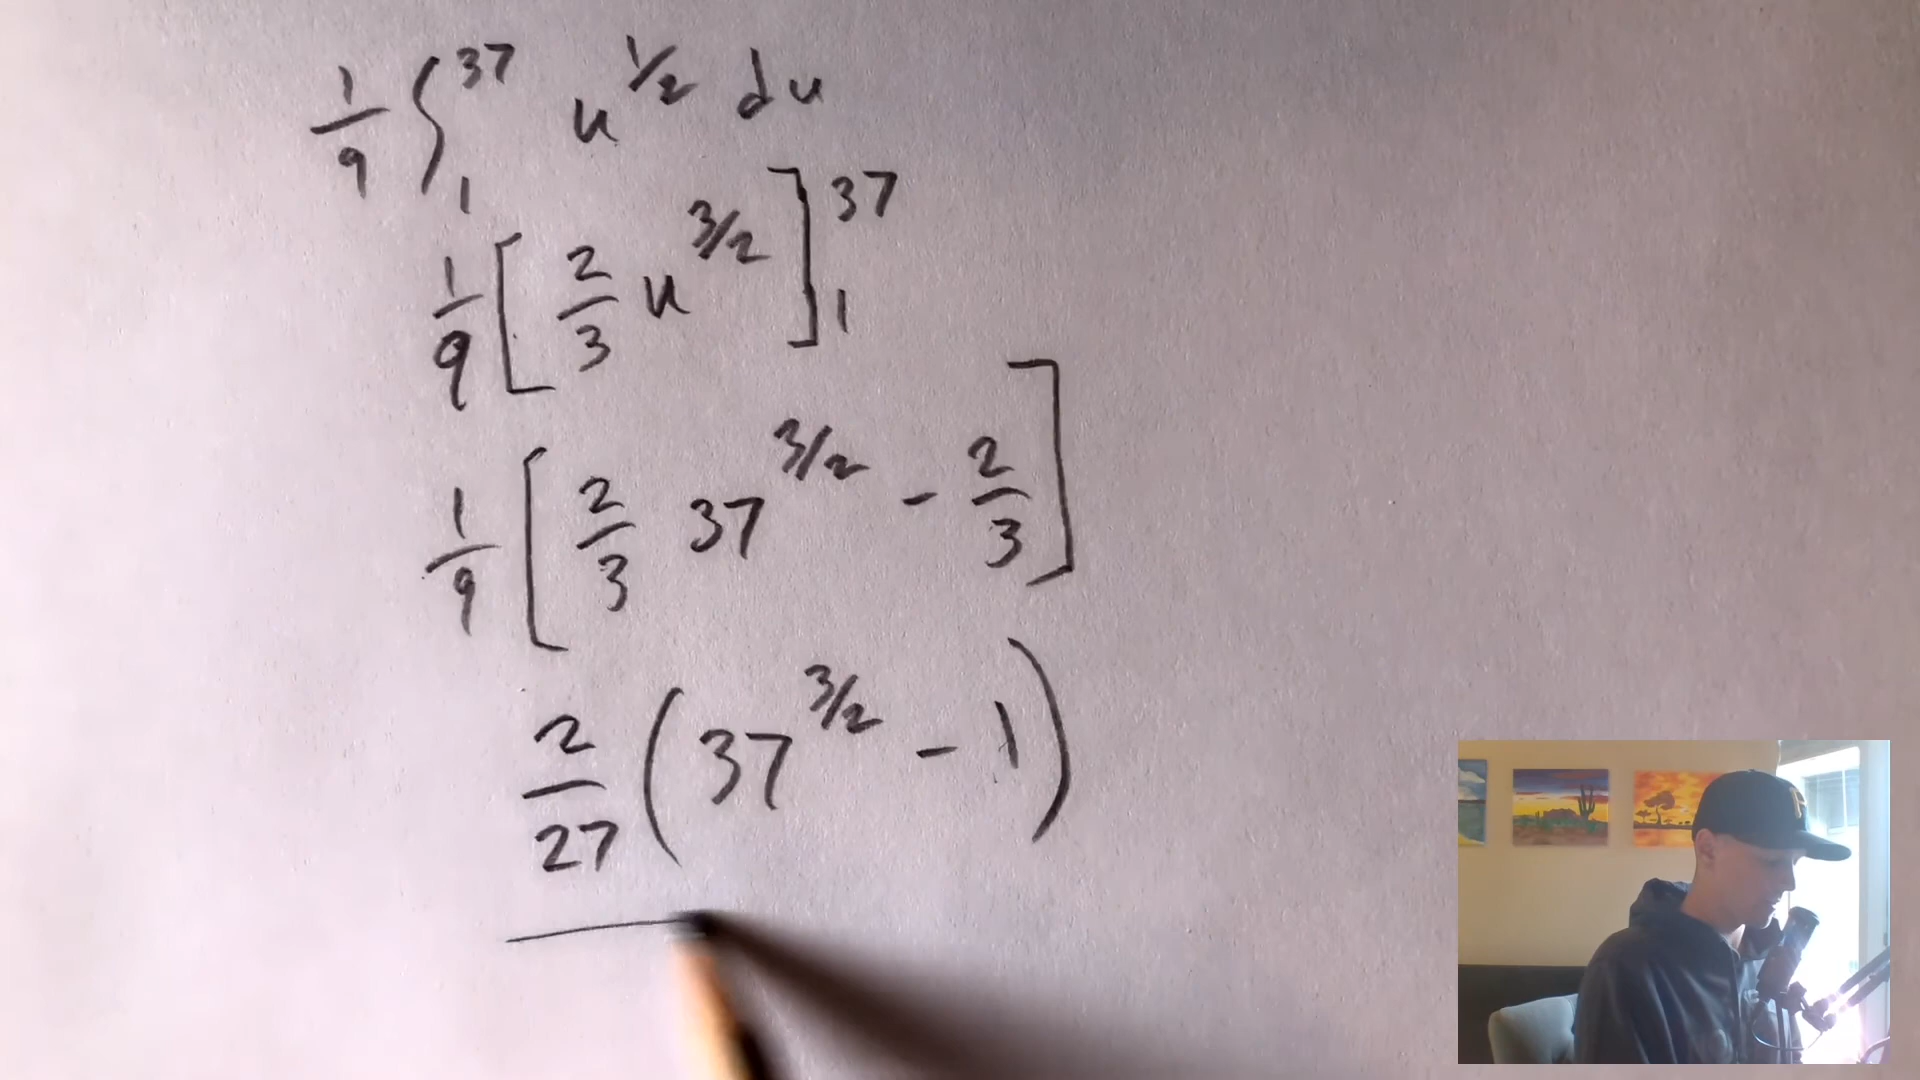 1/9 ∫₁³⁷ u^{1/2} du
1/9 [ 2/3 u^{3/2} ]₁³⁷
1/9 [ 2/3 37^{3/2} - 2/3 ]
2/27 ( 37^{3/2} - 1 )